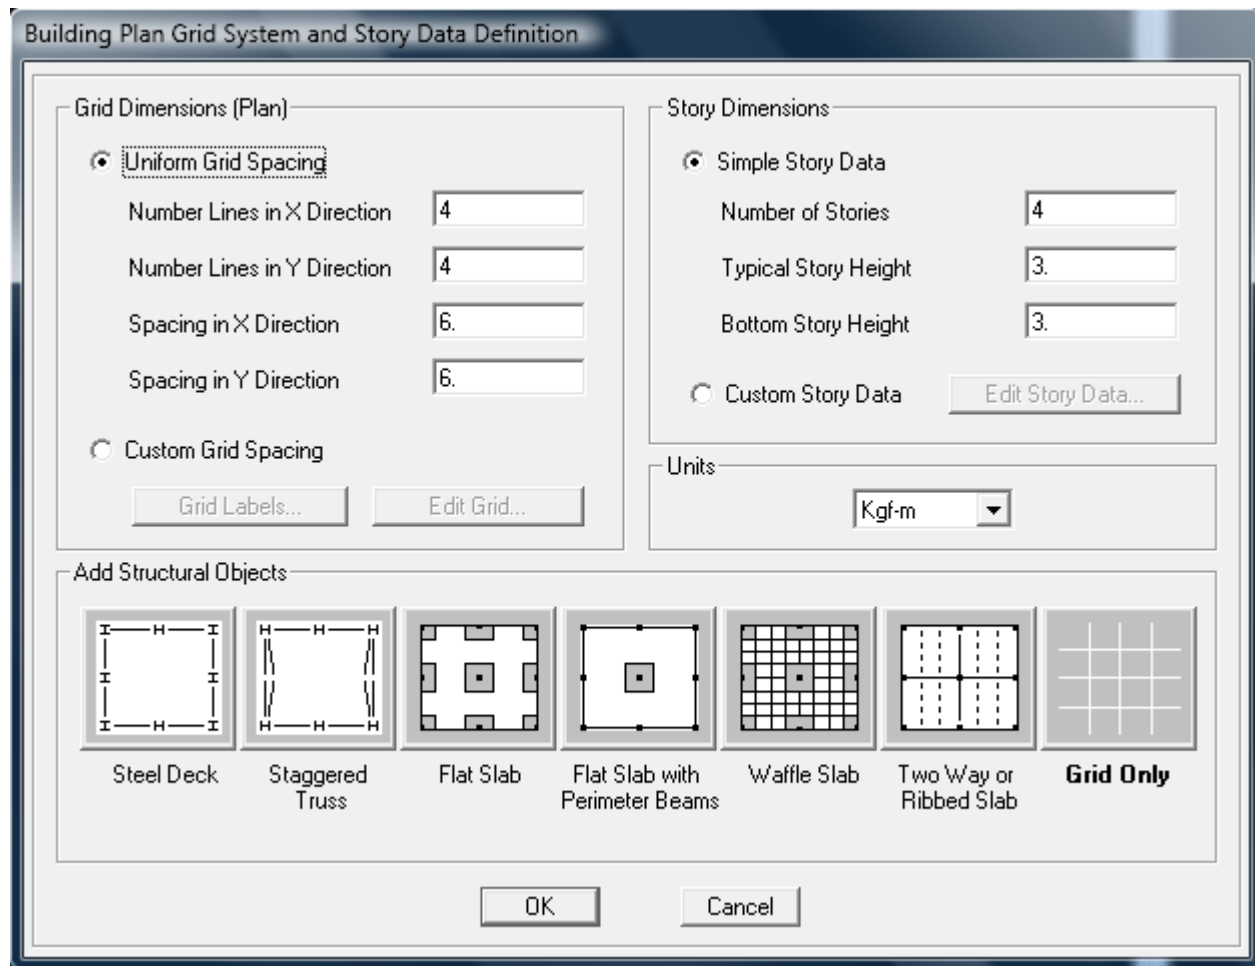 Building Plan Grid System and Story Data Definition
Grid Dimensions (Plan)
Uniform Grid Spacing
Number Lines in X Direction 4
Number Lines in Y Direction 4
Spacing in X Direction 6.
Spacing in Y Direction 6.
Custom Grid Spacing
Grid Labels... Edit Grid...
Story Dimensions
Simple Story Data
Number of Stories 4
Typical Story Height 3.
Bottom Story Height 3.
Custom Story Data Edit Story Data...
Units
Kgf-m
Add Structural Objects
Steel Deck
Staggered
Truss
Flat Slab
Flat Slab with
Perimeter Beams
Waffle Slab
Two Way or
Ribbed Slab
Grid Only
OK Cancel